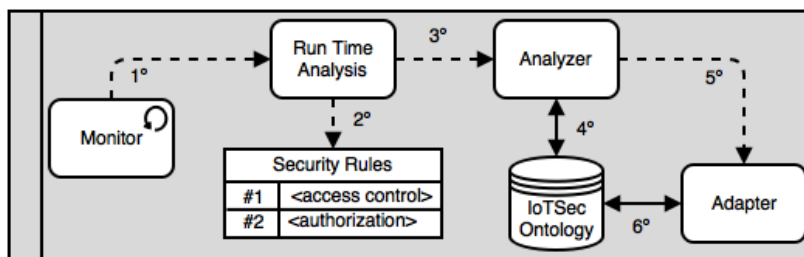 Run Time
Analysis
3º
Analyzer
1º
5º
Monitor
2º
4º
Security Rules
#1 <access control>
#2 <authorization>
IoTSec
Ontology
6º
Adapter